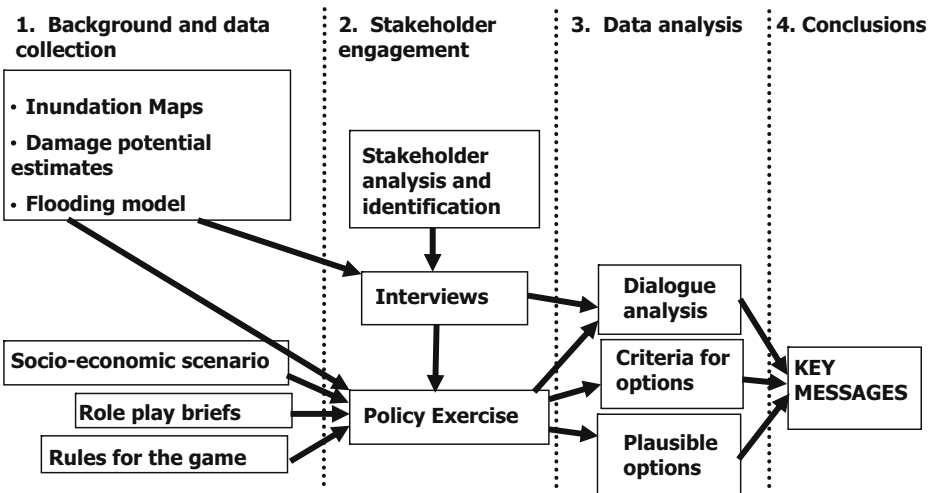 1. Background and data
collection
• Inundation Maps
• Damage potential
estimates
• Flooding model
Socio-economic scenario
Role play briefs
Rules for the game
2. Stakeholder
engagement
Stakeholder
analysis and
identification
Interviews
Policy Exercise
3. Data analysis
Dialogue
analysis
Criteria for
options
Plausible
options
4. Conclusions
KEY
MESSAGES